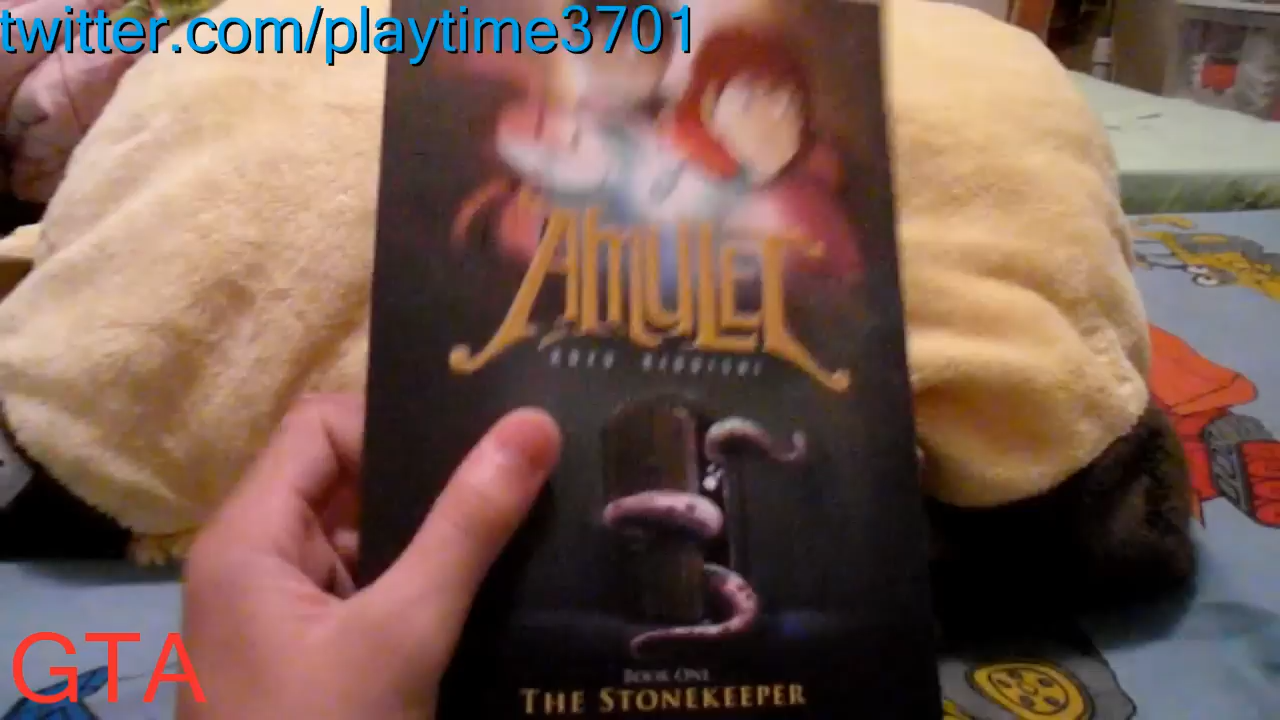 twitter.com/playtime3701
AMULET
BOOK ONE
THE STONEKEEPER
GTA